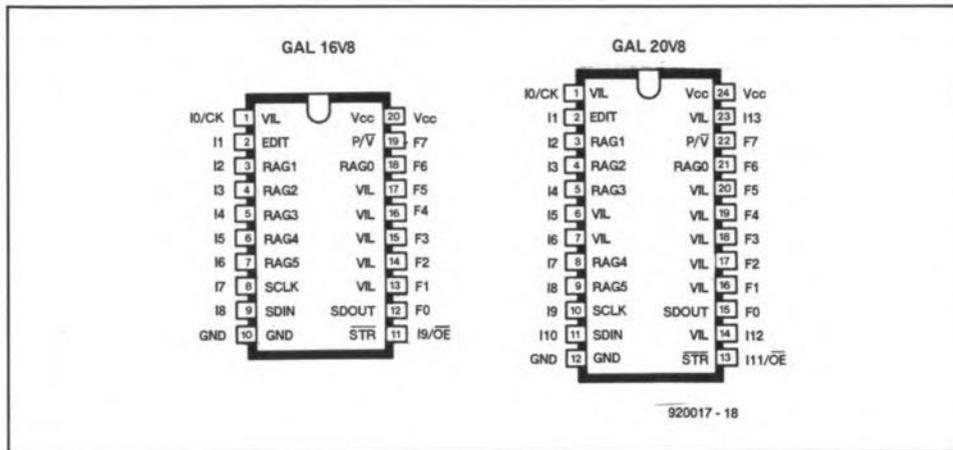 GAL 16V8
I0/CK 1 VIL Vcc 20 Vcc
I1 2 EDIT P/V̅ 19 F7
I2 3 RAG1 RAG0 18 F6
I3 4 RAG2 VIL 17 F5
I4 5 RAG3 VIL 16 F4
I5 6 RAG4 VIL 15 F3
I6 7 RAG5 VIL 14 F2
I7 8 SCLK VIL 13 F1
I8 9 SDIN SDOUT 12 F0
GND 10 GND S̅T̅R̅ 11 I9/O̅E̅
GAL 20V8
I0/CK 1 VIL Vcc 24 Vcc
I1 2 EDIT VIL 23 I13
I2 3 RAG1 P/V̅ 22 F7
I3 4 RAG2 RAG0 21 F6
I4 5 RAG3 VIL 20 F5
I5 6 VIL VIL 19 F4
I6 7 VIL VIL 18 F3
I7 8 RAG4 VIL 17 F2
I8 9 RAG5 VIL 16 F1
I9 10 SCLK SDOUT 15 F0
I10 11 SDIN VIL 14 I12
GND 12 GND S̅T̅R̅ 13 I11/O̅E̅
920017 - 18